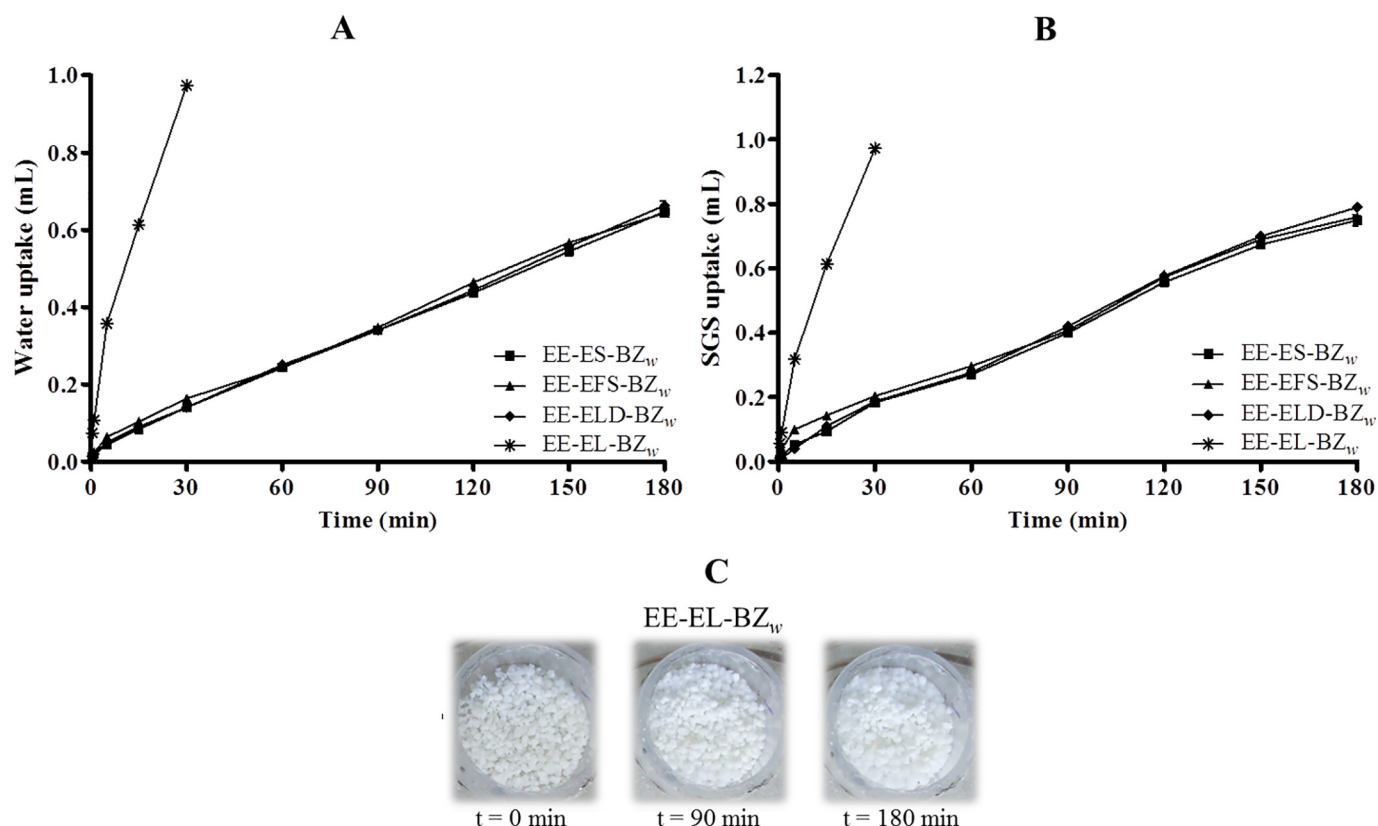 A
Water uptake (mL)
1.0
0.8
0.6
0.4
0.2
0.0
0 30 60 90 120 150 180
Time (min)
EE-ES-BZw
EE-EFS-BZw
EE-ELD-BZw
EE-EL-BZw
B
SGS uptake (mL)
1.2
1.0
0.8
0.6
0.4
0.2
0.0
0 30 60 90 120 150 180
Time (min)
EE-ES-BZw
EE-EFS-BZw
EE-ELD-BZw
EE-EL-BZw
C
EE-EL-BZw
t = 0 min t = 90 min t = 180 min